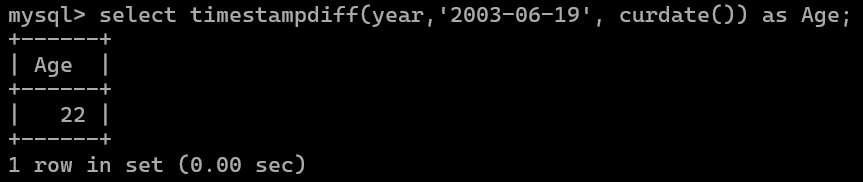 mysql> select timestampdiff(year,'2003-06-19', curdate()) as Age;
+------+
| Age  |
+------+
|   22 |
+------+
1 row in set (0.00 sec)